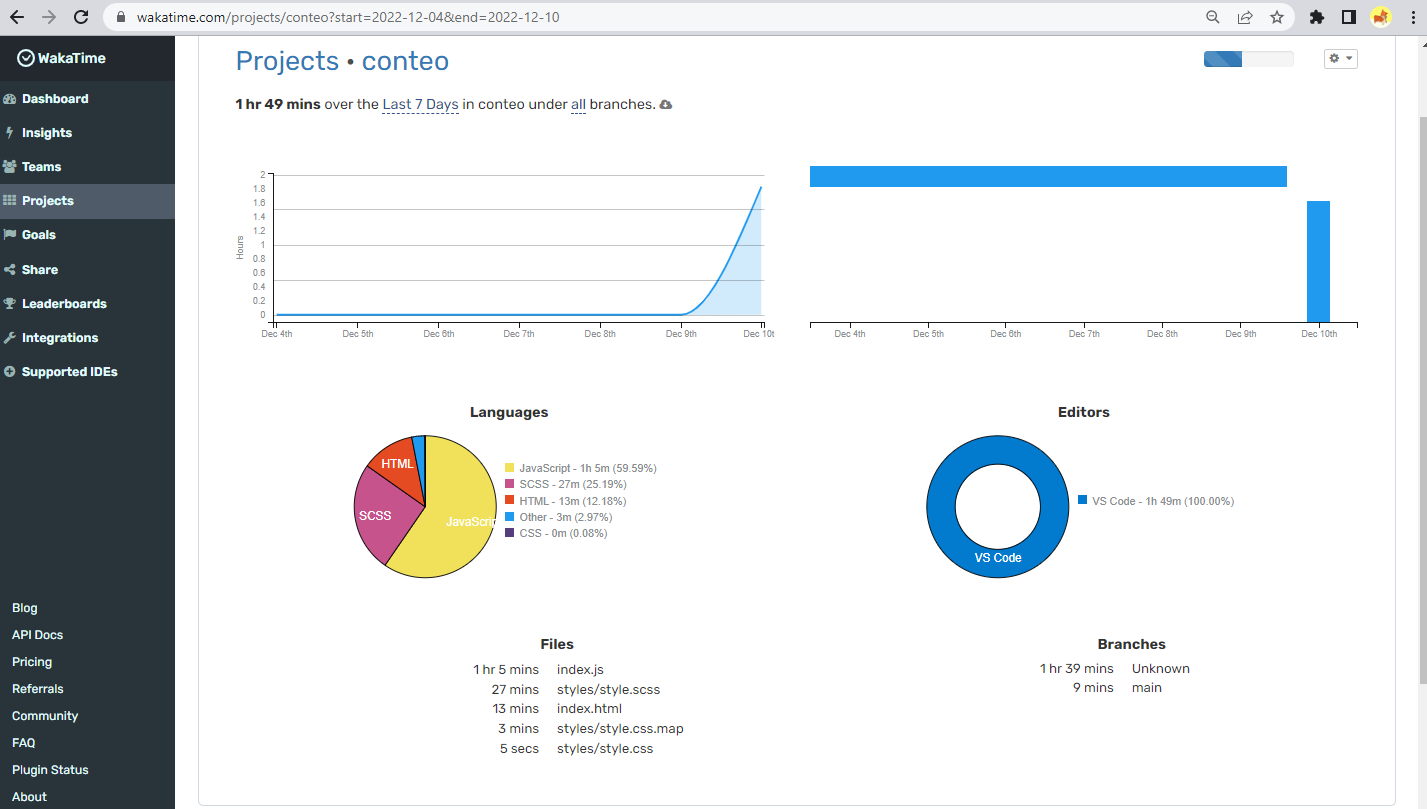 wakatime.com/projects/conteo?start=2022-12-04&end=2022-12-10
WakaTime
Dashboard
Insights
Teams
Projects
Goals
Share
Leaderboards
Integrations
Supported IDEs
Blog
API Docs
Pricing
Referrals
Community
FAQ
Plugin Status
About
Projects • conteo
1 hr 49 mins over the Last 7 Days in conteo under all branches.
Hours
2
1.8
1.6
1.4
1.2
1
0.8
0.6
0.4
0.2
0
Dec 4th Dec 5th Dec 6th Dec 7th Dec 8th Dec 9th Dec 10t
Dec 4th Dec 5th Dec 6th Dec 7th Dec 8th Dec 9th Dec 10th
Languages
HTML
SCSS
JavaScrip
JavaScript - 1h 5m (59.59%)
SCSS - 27m (25.19%)
HTML - 13m (12.18%)
Other - 3m (2.97%)
CSS - 0m (0.08%)
Editors
VS Code
VS Code - 1h 49m (100.00%)
Files
1 hr 5 mins index.js
27 mins styles/style.scss
13 mins index.html
3 mins styles/style.css.map
5 secs styles/style.css
Branches
1 hr 39 mins Unknown
9 mins main